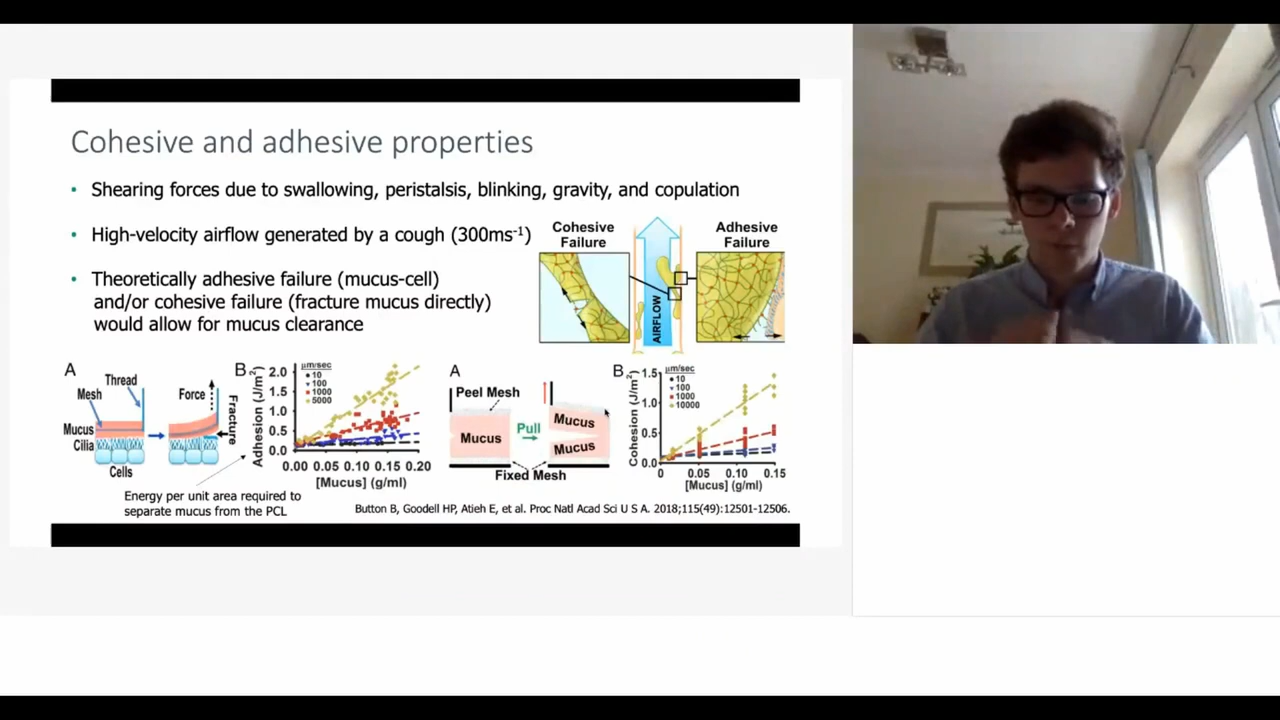 Cohesive and adhesive properties
• Shearing forces due to swallowing, peristalsis, blinking, gravity, and copulation
• High-velocity airflow generated by a cough (300ms⁻¹)
• Theoretically adhesive failure (mucus-cell)
and/or cohesive failure (fracture mucus directly)
would allow for mucus clearance
Cohesive
Failure
AIRFLOW
Adhesive
Failure
A
Thread
Mesh
Mucus
Cilia
Cells
Force
Fracture
B
Adhesion (J/m²)
2.0
1.5
1.0
0.5
0.0
µm/sec
10
100
1000
5000
0.00 0.05 0.10 0.15 0.20
[Mucus] (g/ml)
Energy per unit area required to
separate mucus from the PCL
A
Peel Mesh
Mucus
Pull
Mucus
Mucus
Fixed Mesh
B
Cohesion (J/m²)
1.5
1.0
0.5
0.0
µm/sec
10
100
1000
10000
0 0.05 0.10 0.15
[Mucus] (g/ml)
Button B, Goodell HP, Atieh E, et al. Proc Natl Acad Sci U S A. 2018;115(49):12501-12506.